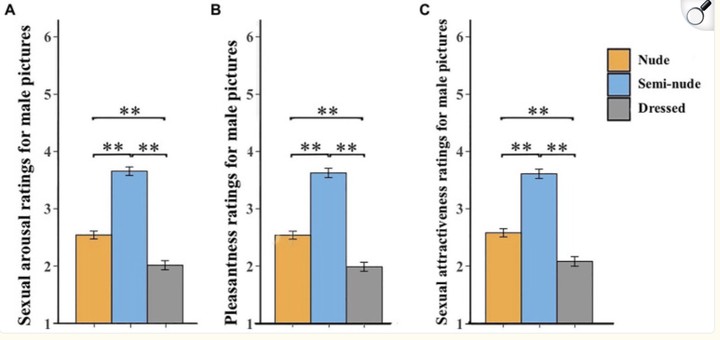 A
Sexual arousal ratings for male pictures
6
5
4
3
2
1
**
** **
B
Pleasantness ratings for male pictures
6
5
4
3
2
1
**
** **
C
Sexual attractiveness ratings for male pictures
6
5
4
3
2
1
**
** **
Nude
Semi-nude
Dressed